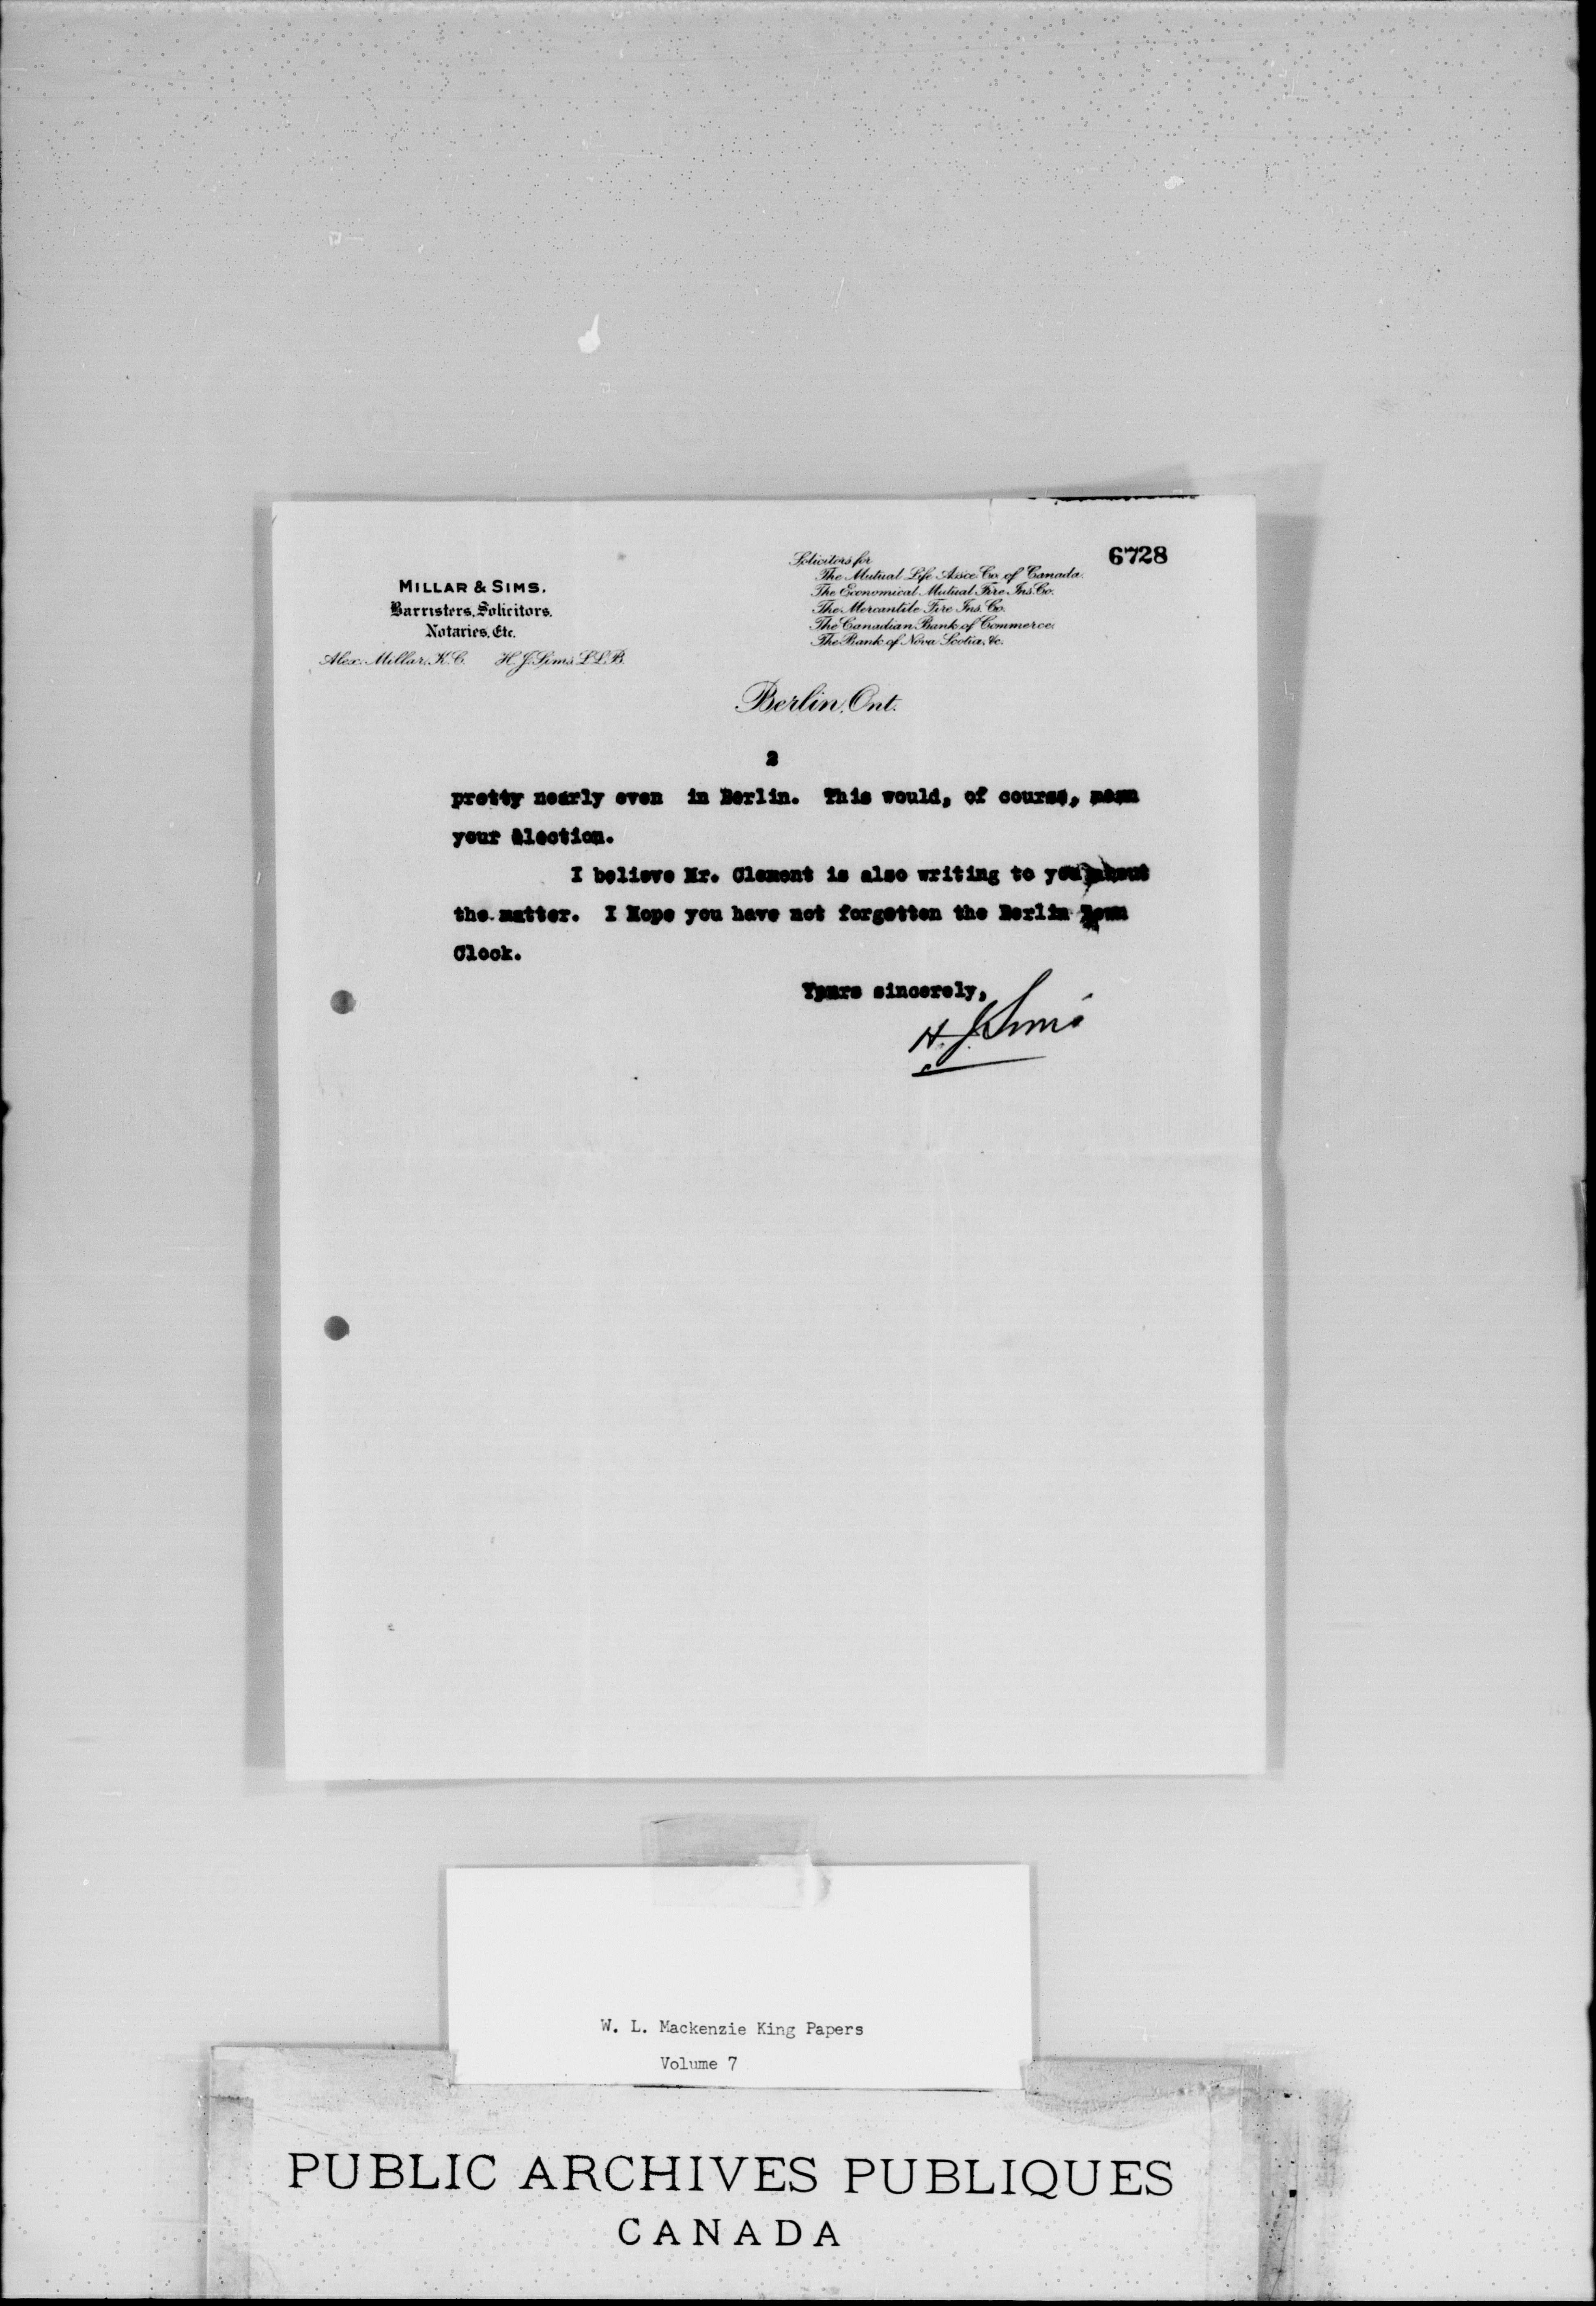 6728
MILLAR & SIMS.
Barristers, Solicitors,
Notaries, Etc.
Alex. Millar, K.C. H. J. Sims, L.L.B.
Solicitors for
The Mutual Life Assce. Co. of Canada.
The Economical Mutual Fire Ins. Co.
The Mercantile Fire Ins. Co.
The Canadian Bank of Commerce.
The Bank of Nova Scotia, &c.
Berlin, Ont.
2
pretty nearly even in Berlin. This would, of course, mean
your election.
I believe Mr. Clement is also writing to you about
the matter. I Hope you have not forgotten the Berlin Town
Clock.
Yours sincerely,
H. J. Sims
W. L. Mackenzie King Papers
Volume 7
PUBLIC ARCHIVES PUBLIQUES
CANADA